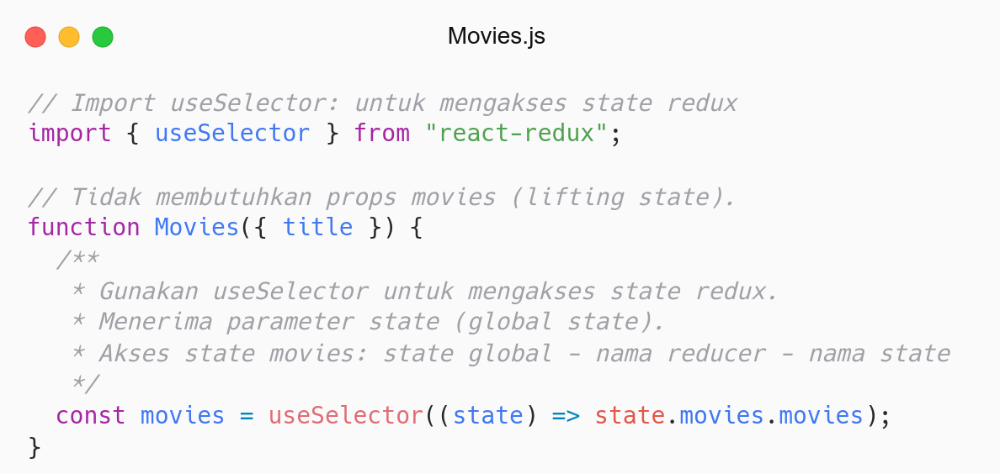 Movies.js
// Import useSelector: untuk mengakses state redux
import { useSelector } from "react-redux";
// Tidak membutuhkan props movies (lifting state).
function Movies({ title }) {
  /**
   * Gunakan useSelector untuk mengakses state redux.
   * Menerima parameter state (global state).
   * Akses state movies: state global - nama reducer - nama state
   */
  const movies = useSelector((state) => state.movies.movies);
}